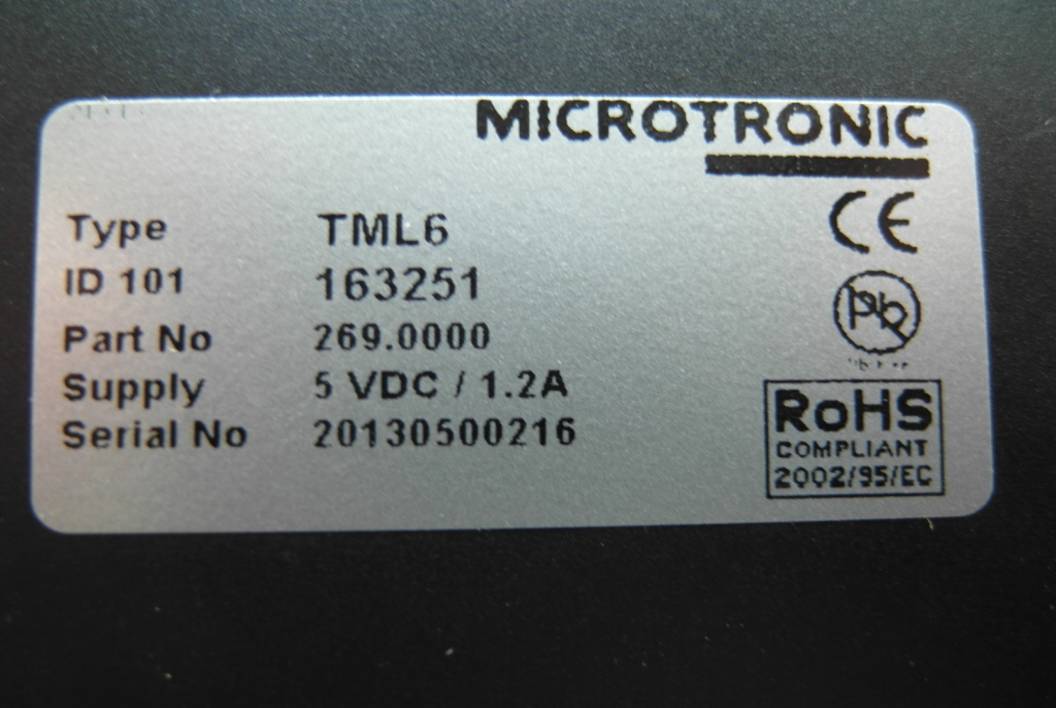 MICROTRONIC
CE
Type TML6
ID 101 163251
Part No 269.0000
Supply 5 VDC / 1.2A
Serial No 20130500216
Pb
RoHS
COMPLIANT
2002/95/EC